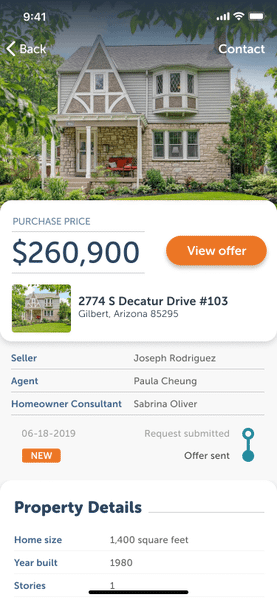 9:41
Back Contact
PURCHASE PRICE
$260,900
View offer
2774 S Decatur Drive #103
Gilbert, Arizona 85295
Seller Joseph Rodriguez
Agent Paula Cheung
Homeowner Consultant Sabrina Oliver
06-18-2019 Request submitted
NEW Offer sent
Property Details
Home size 1,400 square feet
Year built 1980
Stories 1